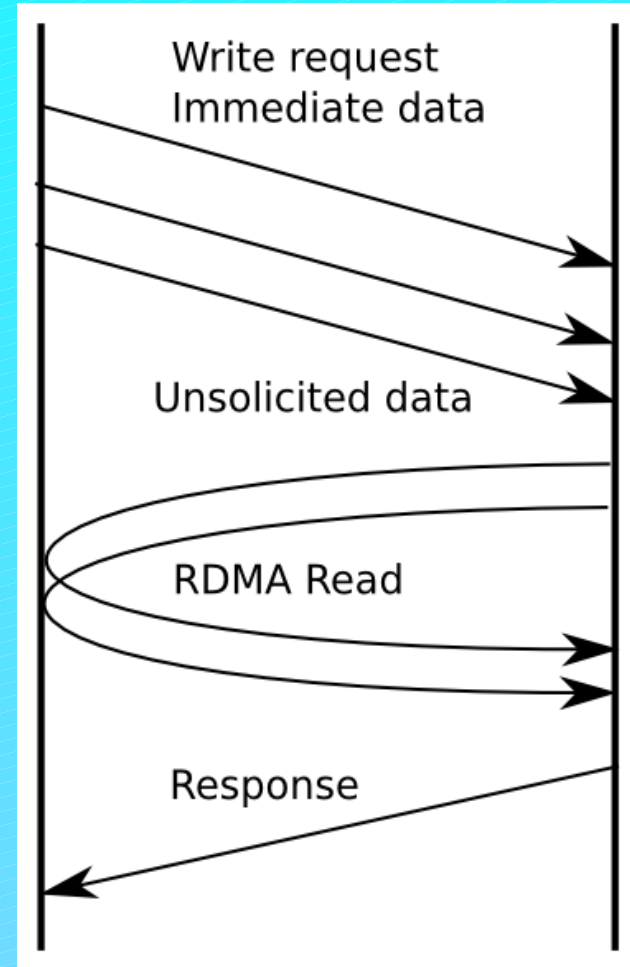 Write request
Immediate data
Unsolicited data
RDMA Read
Response